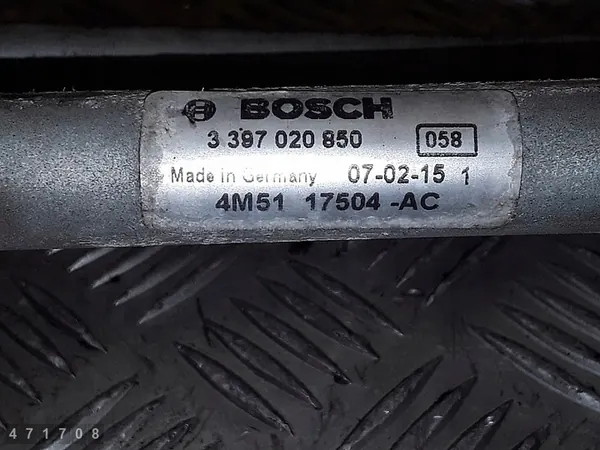 BOSCH
3 397 020 850 058
Made in Germany 07-02-15 1
4M51 17504 -AC
471708